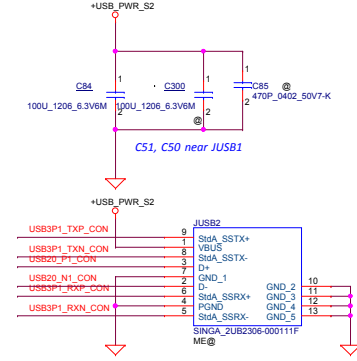 +USB_PWR_S2
1 1 1
C84 C300 C85 @
470P_0402_50V7-K
100U_1206_6.3V6M 100U_1206_6.3V6M
2 2 2
@
C51, C50 near JUSB1
+USB_PWR_S2
JUSB2
USB3P1_TXP_CON 9 StdA_SSTX+
1 VBUS
USB3P1_TXN_CON 8 StdA_SSTX-
USB20_P1_CON 3 D+
7 GND_1
USB20_N1_CON 2 D- GND_2 10
USB3P1_RXP_CON 6 StdA_SSRX+ GND_3 11
4 PGND GND_4 12
USB3P1_RXN_CON 5 StdA_SSRX- GND_5 13
SINGA_2UB2306-000111F
ME@